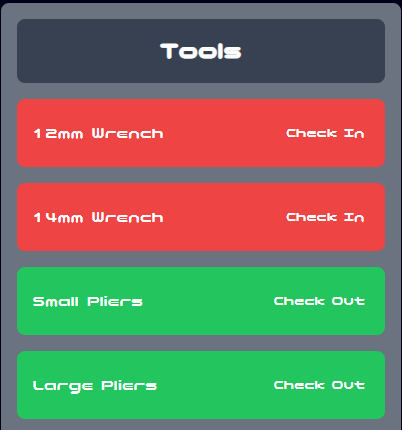 Tools
12mm Wrench Check In
14mm Wrench Check In
Small Pliers Check Out
Large Pliers Check Out